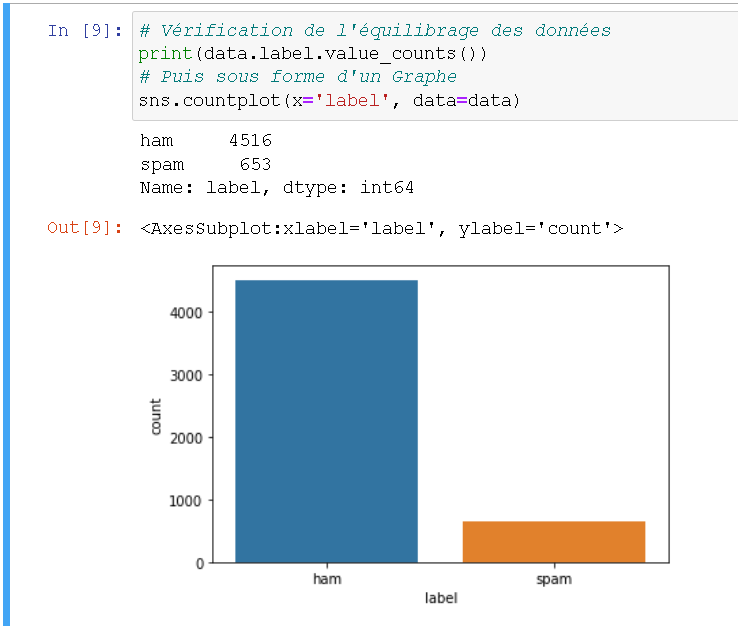 In [9]: # Vérification de l'équilibrage des données
print(data.label.value_counts())
# Puis sous forme d'un Graphe
sns.countplot(x='label', data=data)
ham 4516
spam 653
Name: label, dtype: int64
Out[9]: <AxesSubplot:xlabel='label', ylabel='count'>
4000
3000
2000
1000
0
count
ham spam
label